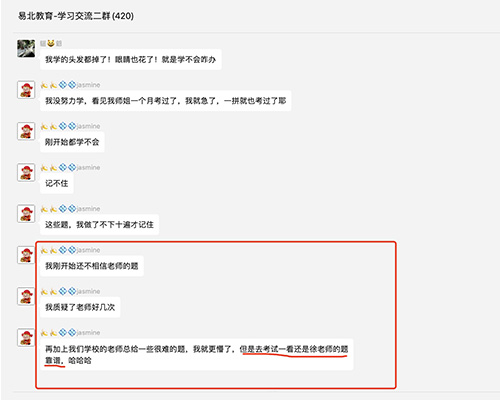 易北教育-学习交流二群(420)
我学的头发都掉了！眼睛也花了！就是学不会咋办
jasmine
我没努力学，看见我师姐一个月考过了，我就急了，一拼就也考过了耶
jasmine
刚开始都学不会
jasmine
记不住
jasmine
这些题，我做了不下十遍才记住
jasmine
我刚开始还不相信老师的题
jasmine
我质疑了老师好几次
jasmine
再加上我们学校的老师总给一些很难的题，我就更懵了，但是去考试一看还是徐老师的题
靠谱，哈哈哈